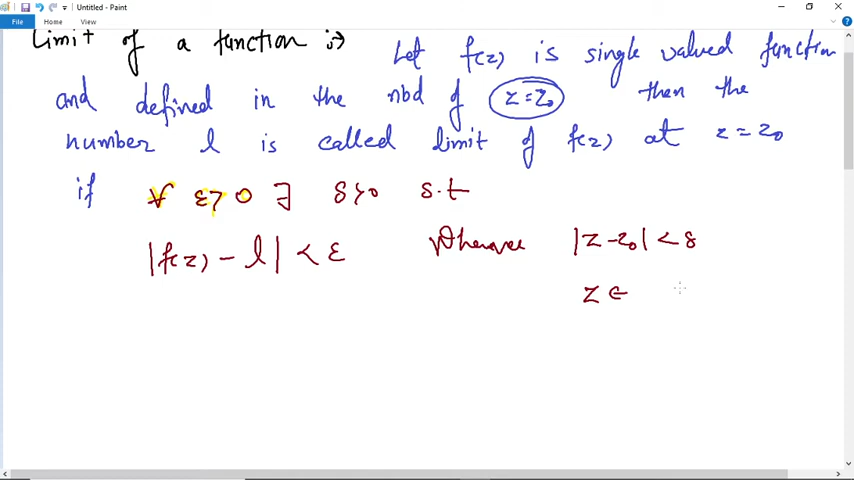 Untitled - Paint
File Home View
Limit of a function :→ Let f(z) is single valued function
and defined in the nbd of z=z₀ then the
number l is called limit of f(z) at z=z₀
if ∀ ε>0 ∃ δ>0 s.t
|f(z) - l| < ε Whenever |z-z₀| < δ
z ∈